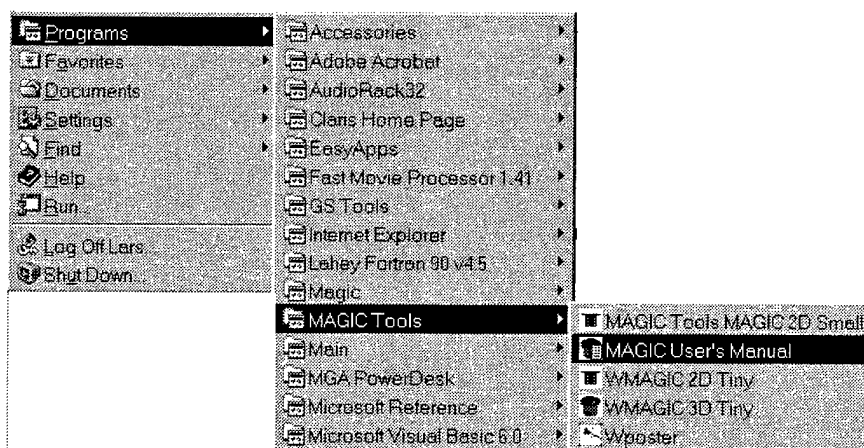 Programs
Favorites
Documents
Settings
Find
Help
Run...
Log Off Lars...
Shut Down...
Accessories
Adobe Acrobat
AudioRack32
Claris Home Page
EasyApps
Fast Movie Processor 1.41
GS Tools
Internet Explorer
Lahey Fortran 90 v4.5
Magic
MAGIC Tools
Main
MGA PowerDesk
Microsoft Reference
Microsoft Visual Basic 6.0
MAGIC Tools MAGIC 2D Small
MAGIC User's Manual
WMAGIC 2D Tiny
WMAGIC 3D Tiny
Wposter